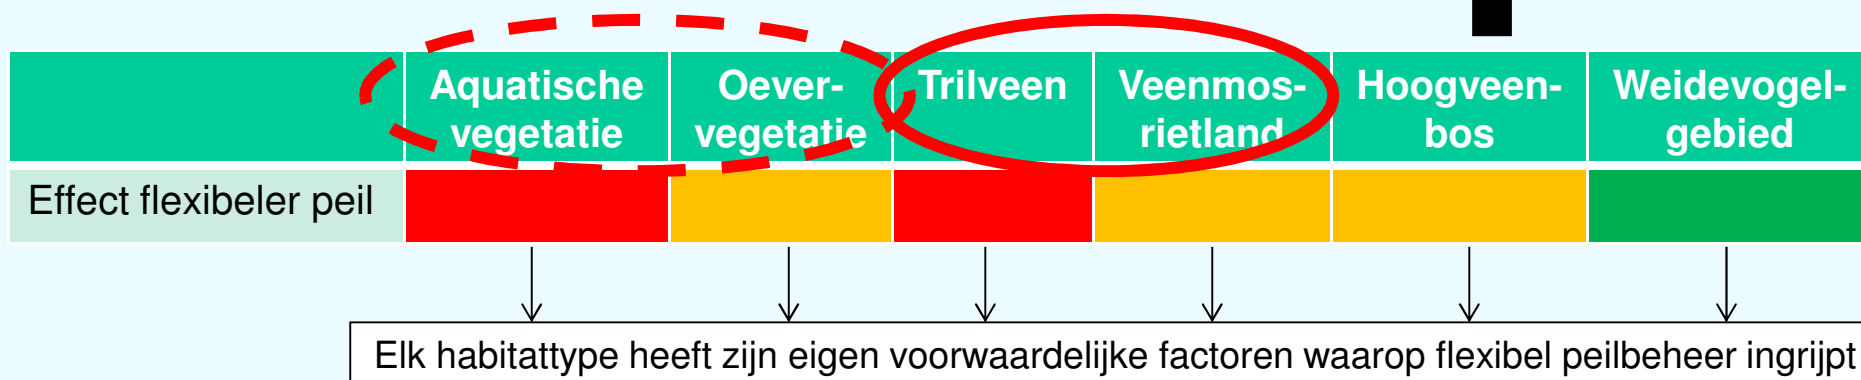 Aquatische vegetatie
Oever-vegetatie
Trilveen
Veenmos-rietland
Hoogveen-bos
Weidevogel-gebied
Effect flexibeler peil
Elk habitattype heeft zijn eigen voorwaardelijke factoren waarop flexibel peilbeheer ingrijpt